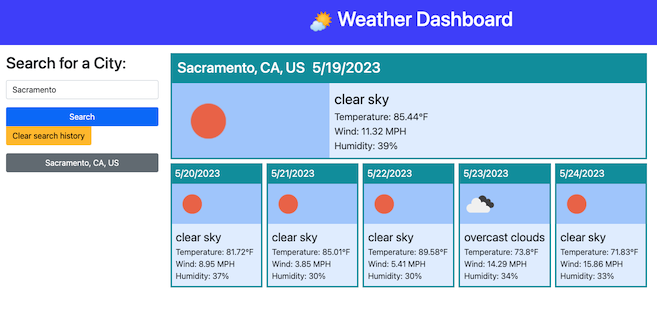 Weather Dashboard
Search for a City:
Sacramento
Search
Clear search history
Sacramento, CA, US
Sacramento, CA, US 5/19/2023
clear sky
Temperature: 85.44°F
Wind: 11.32 MPH
Humidity: 39%
5/20/2023
clear sky
Temperature: 81.72°F
Wind: 8.95 MPH
Humidity: 37%
5/21/2023
clear sky
Temperature: 85.01°F
Wind: 3.85 MPH
Humidity: 30%
5/22/2023
clear sky
Temperature: 89.58°F
Wind: 5.41 MPH
Humidity: 30%
5/23/2023
overcast clouds
Temperature: 73.8°F
Wind: 14.29 MPH
Humidity: 34%
5/24/2023
clear sky
Temperature: 71.83°F
Wind: 15.86 MPH
Humidity: 33%